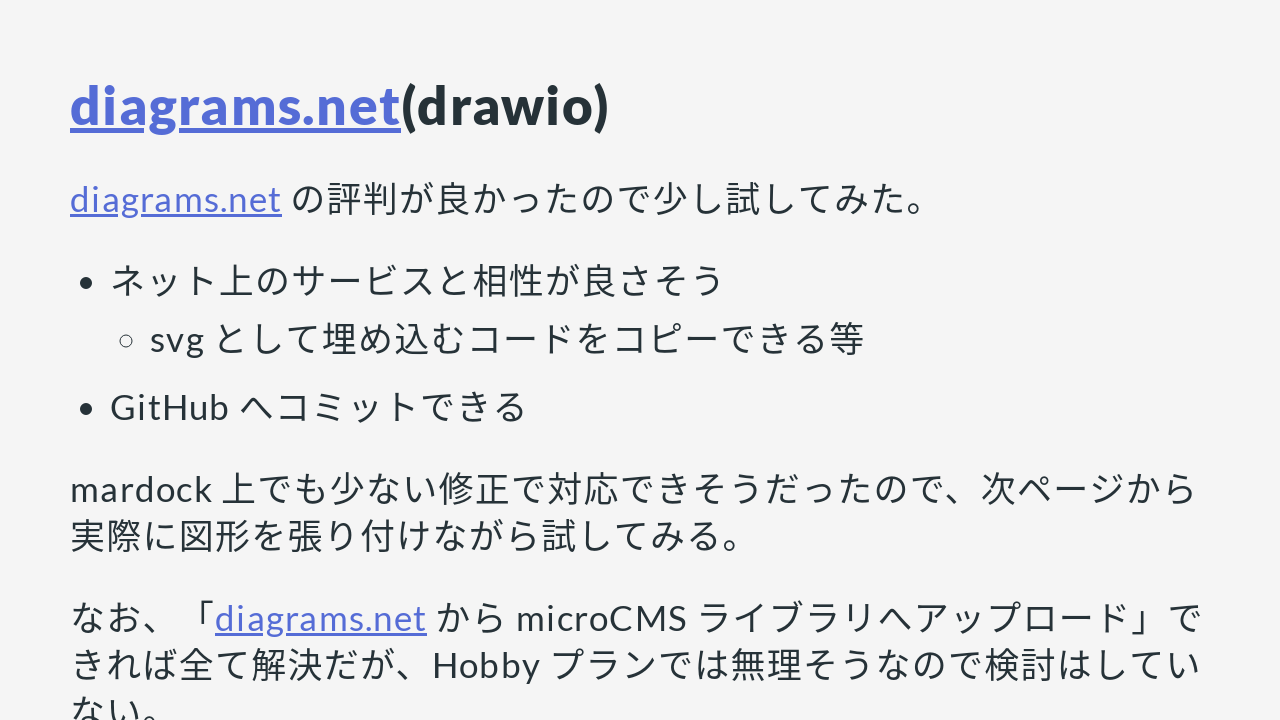 diagrams.net(drawio)
diagrams.net の評判が良かったので少し試してみた。
• ネット上のサービスと相性が良さそう
◦ svg として埋め込むコードをコピーできる等
• GitHub へコミットできる
mardock 上でも少ない修正で対応できそうだったので、次ページから
実際に図形を張り付けながら試してみる。
なお、「diagrams.net から microCMS ライブラリへアップロード」で
きれば全て解決だが、Hobby プランでは無理そうなので検討はしてい
ない。